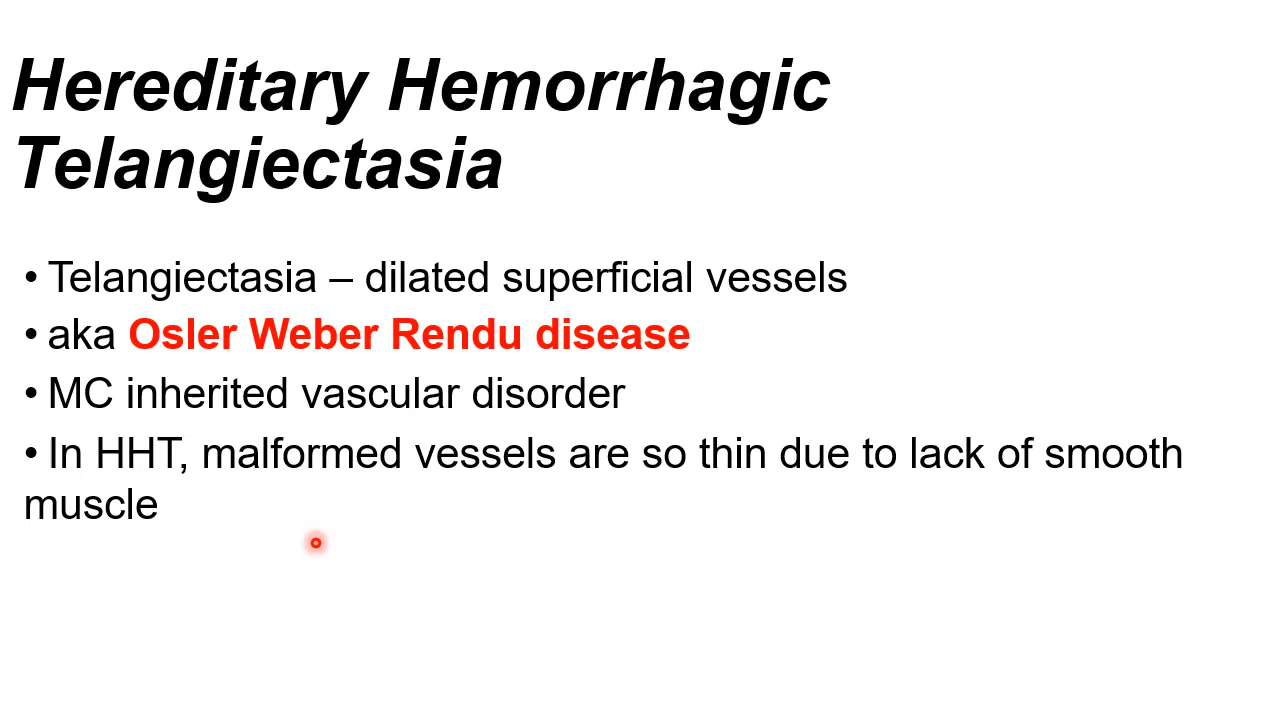 Hereditary Hemorrhagic
Telangiectasia
• Telangiectasia – dilated superficial vessels
• aka Osler Weber Rendu disease
• MC inherited vascular disorder
• In HHT, malformed vessels are so thin due to lack of smooth
muscle